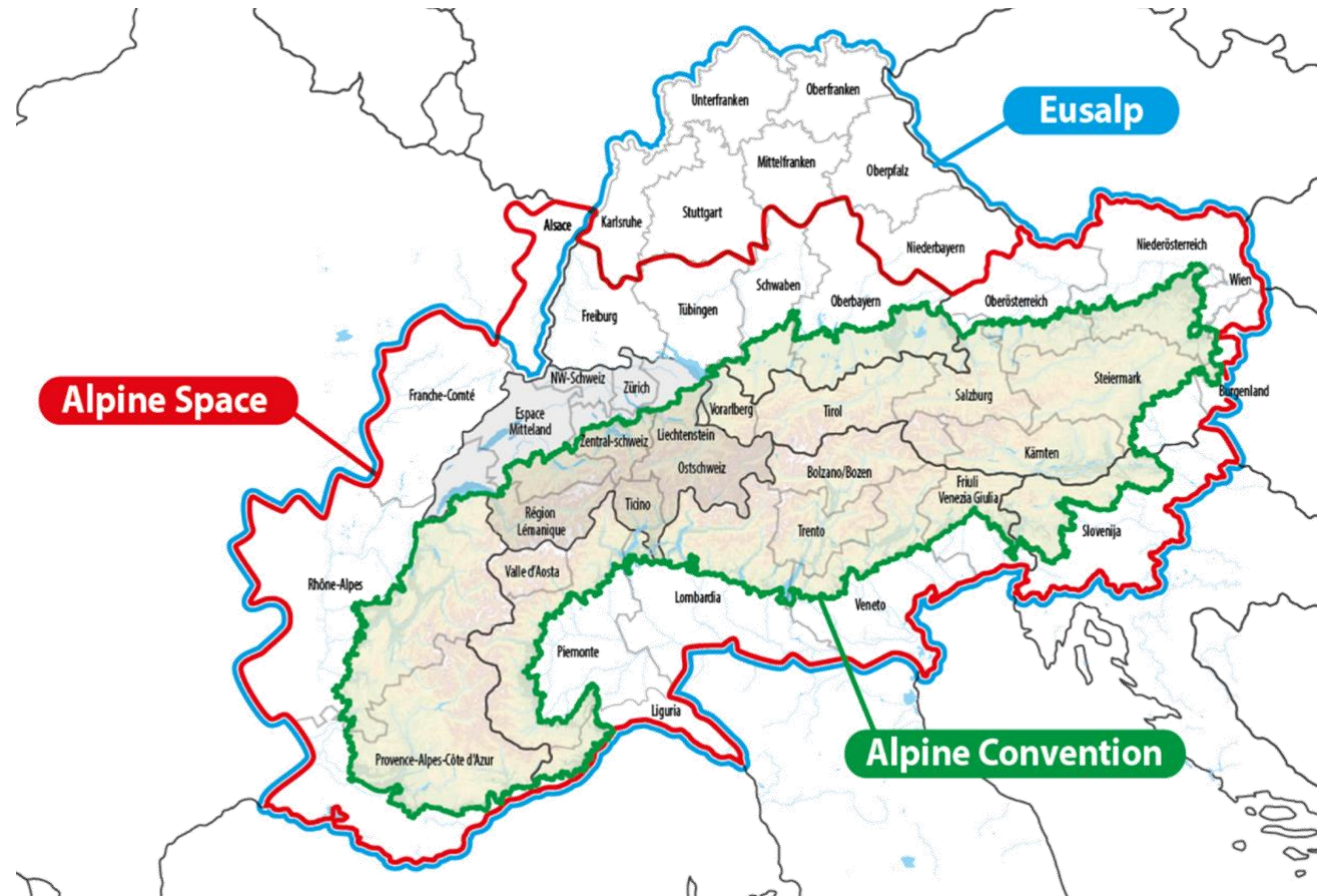 Unterfranken
Oberfranken
Eusalp
Mittelfranken
Oberpfalz
Alsace
Karlsruhe
Stuttgart
Niederbayern
Niederösterreich
Wien
Schwaben
Oberbayern
Oberösterreich
Freiburg
Tübingen
Alpine Space
Franche-Comté
NW-Schweiz
Zürich
Espace
Mitteland
Vorarlberg
Tirol
Salzburg
Steiermark
Burgenland
Zentral-schweiz
Liechtenstein
Ostschweiz
Bolzano/Bozen
Kärnten
Friuli
Venezia Giulia
Région
Lémanique
Ticino
Trento
Slovenija
Rhône-Alpes
Valle d'Aosta
Lombardia
Veneto
Piemonte
Liguria
Provence-Alpes-Côte d'Azur
Alpine Convention